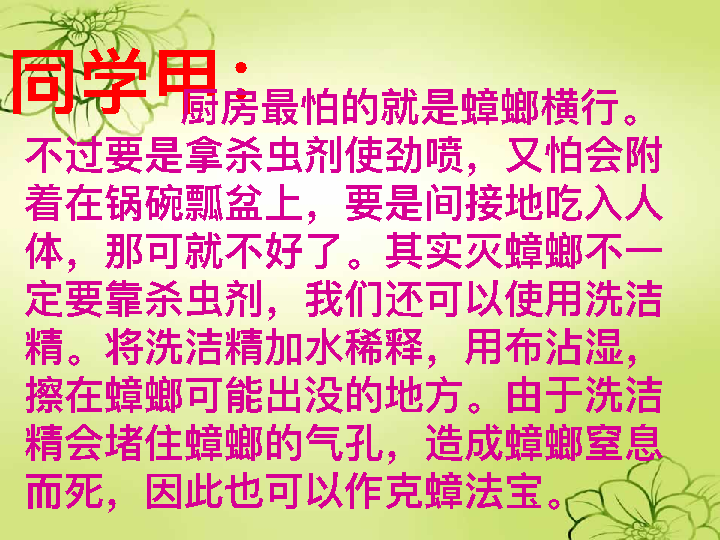 同学甲：
厨房最怕的就是蟑螂横行。
不过要是拿杀虫剂使劲喷，又怕会附
着在锅碗瓢盆上，要是间接地吃入人
体，那可就不好了。其实灭蟑螂不一
定要靠杀虫剂，我们还可以使用洗洁
精。将洗洁精加水稀释，用布沾湿，
擦在蟑螂可能出没的地方。由于洗洁
精会堵住蟑螂的气孔，造成蟑螂窒息
而死，因此也可以作克蟑法宝。